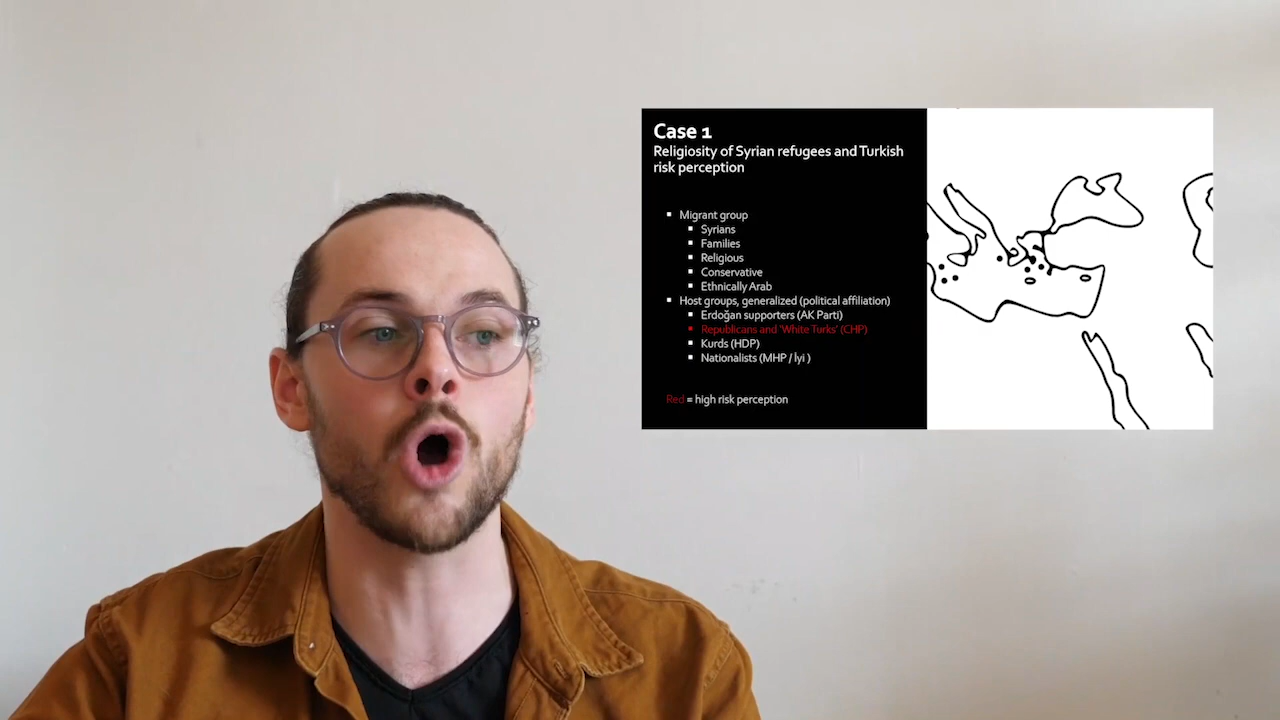 Case 1
Religiosity of Syrian refugees and Turkish
risk perception
▪ Migrant group
▪ Syrians
▪ Families
▪ Religious
▪ Conservative
▪ Ethnically Arab
▪ Host groups, generalized (political affiliation)
▪ Erdoğan supporters (AK Parti)
▪ Republicans and 'White Turks' (CHP)
▪ Kurds (HDP)
▪ Nationalists (MHP / İyi )
Red = high risk perception